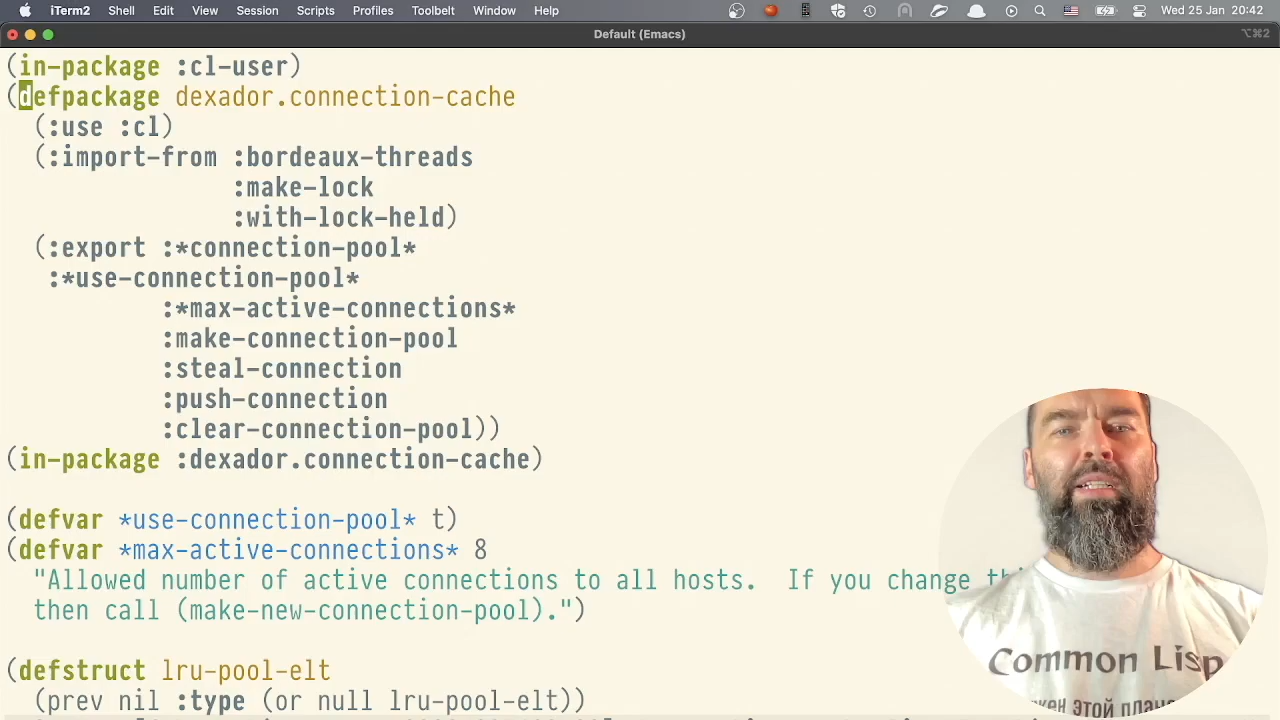 iTerm2 Shell Edit View Session Scripts Profiles Toolbelt Window Help Wed 25 Jan 20:42
Default (Emacs) ⌥⌘2
(in-package :cl-user)
(defpackage dexador.connection-cache
(:use :cl)
(:import-from :bordeaux-threads
:make-lock
:with-lock-held)
(:export :*connection-pool*
:*use-connection-pool*
:*max-active-connections*
:make-connection-pool
:steal-connection
:push-connection
:clear-connection-pool))
(in-package :dexador.connection-cache)
(defvar *use-connection-pool* t)
(defvar *max-active-connections* 8
"Allowed number of active connections to all hosts.  If you change
then call (make-new-connection-pool).")
(defstruct lru-pool-elt
(prev nil :type (or null lru-pool-elt))
Common Lisp
этой